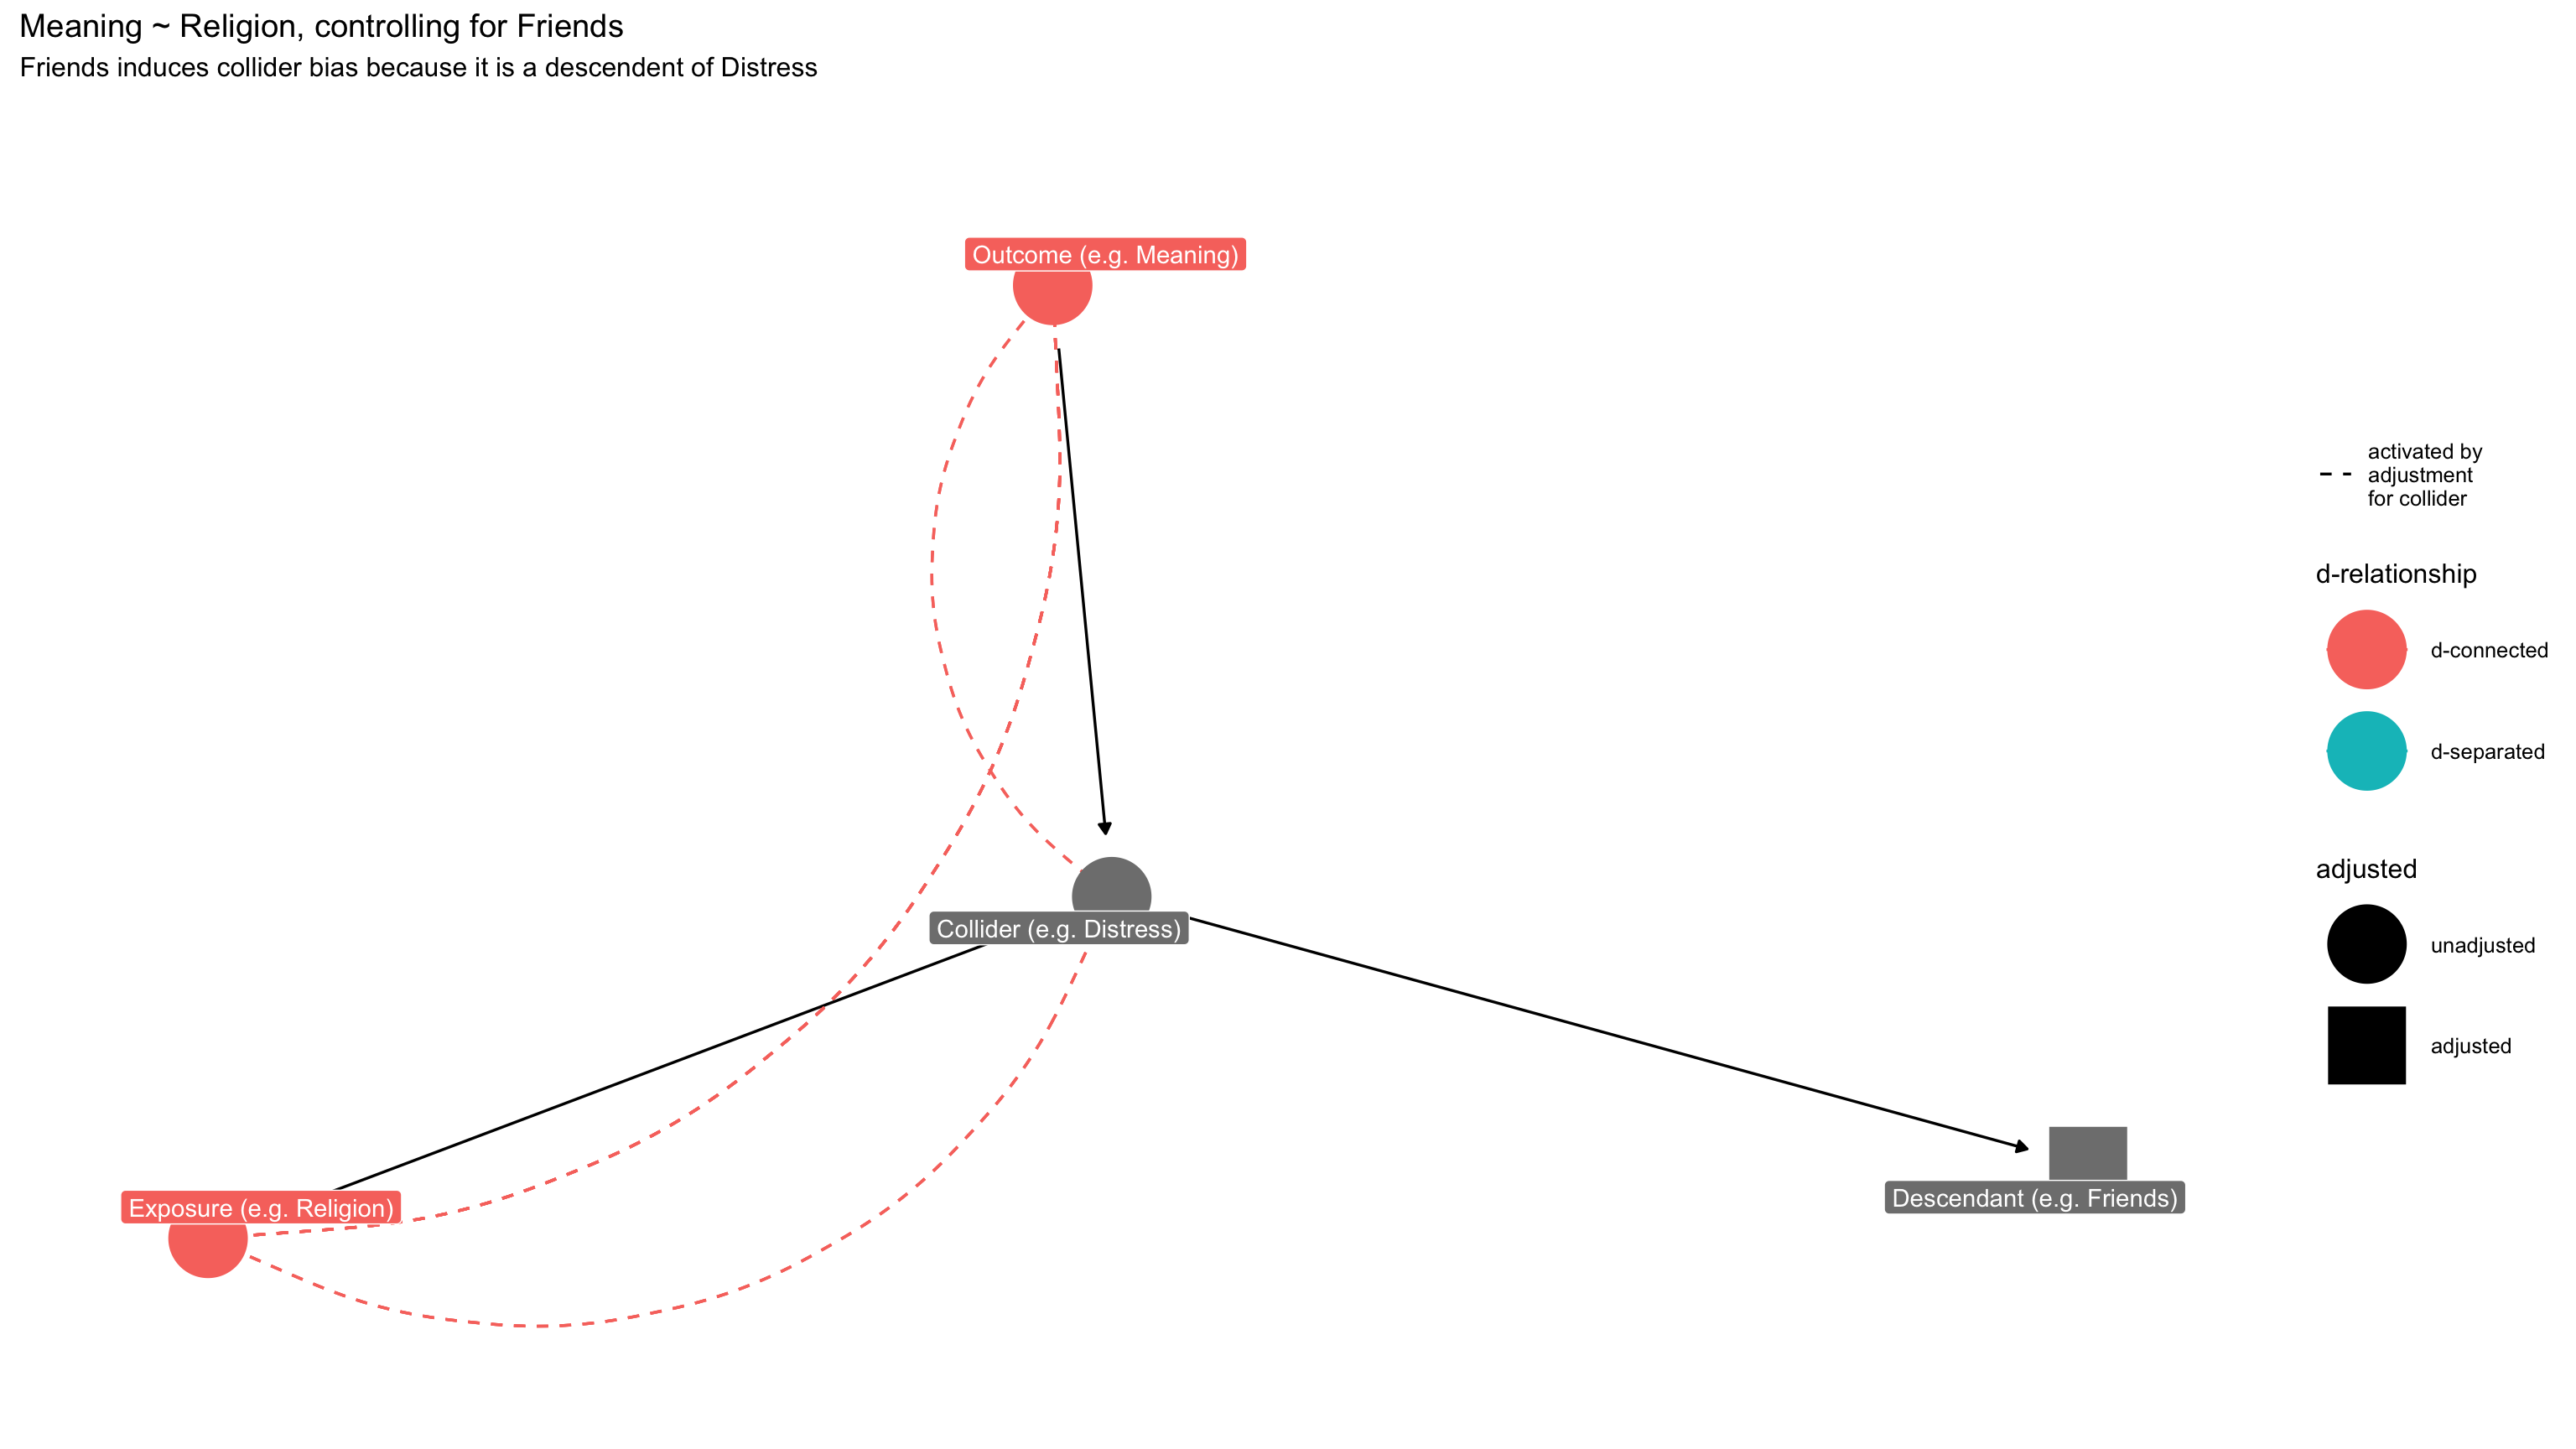 Meaning ~ Religion, controlling for Friends
Friends induces collider bias because it is a descendent of Distress
Outcome (e.g. Meaning)
Collider (e.g. Distress)
Exposure (e.g. Religion)
Descendant (e.g. Friends)
activated by
adjustment
for collider
d-relationship
d-connected
d-separated
adjusted
unadjusted
adjusted